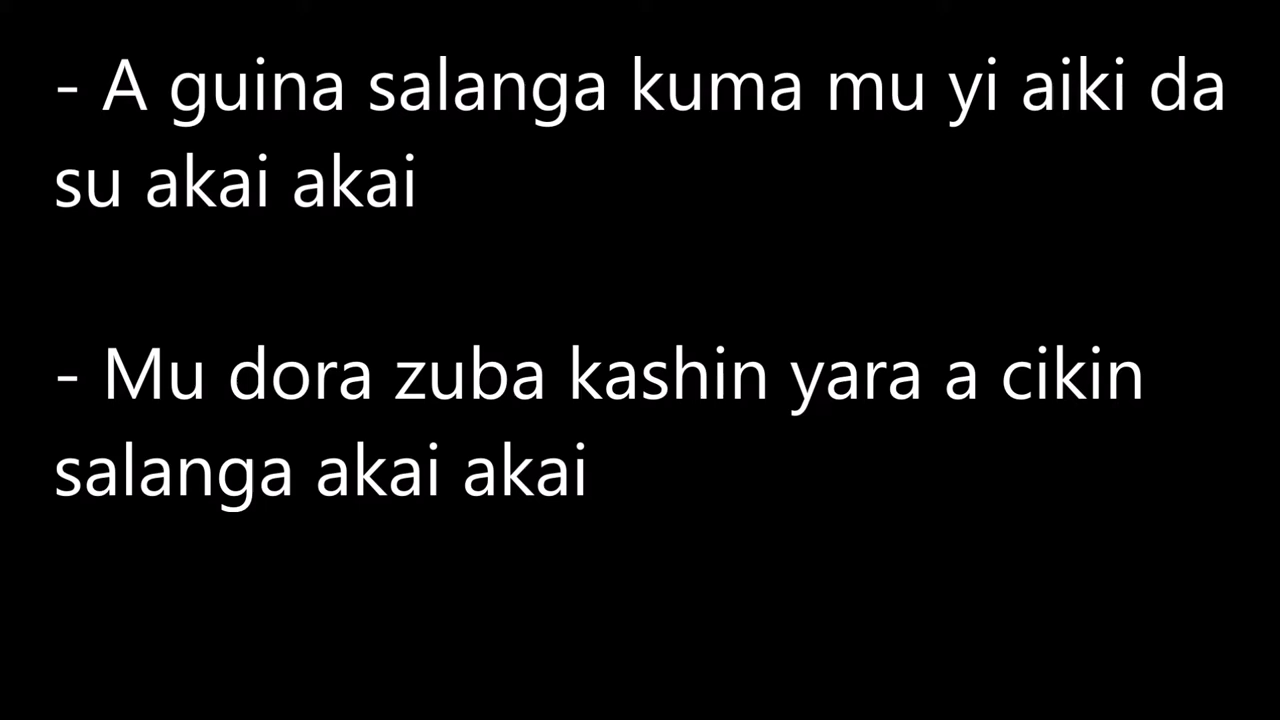 - A guina salanga kuma mu yi aiki da
su akai akai
- Mu dora zuba kashin yara a cikin
salanga akai akai